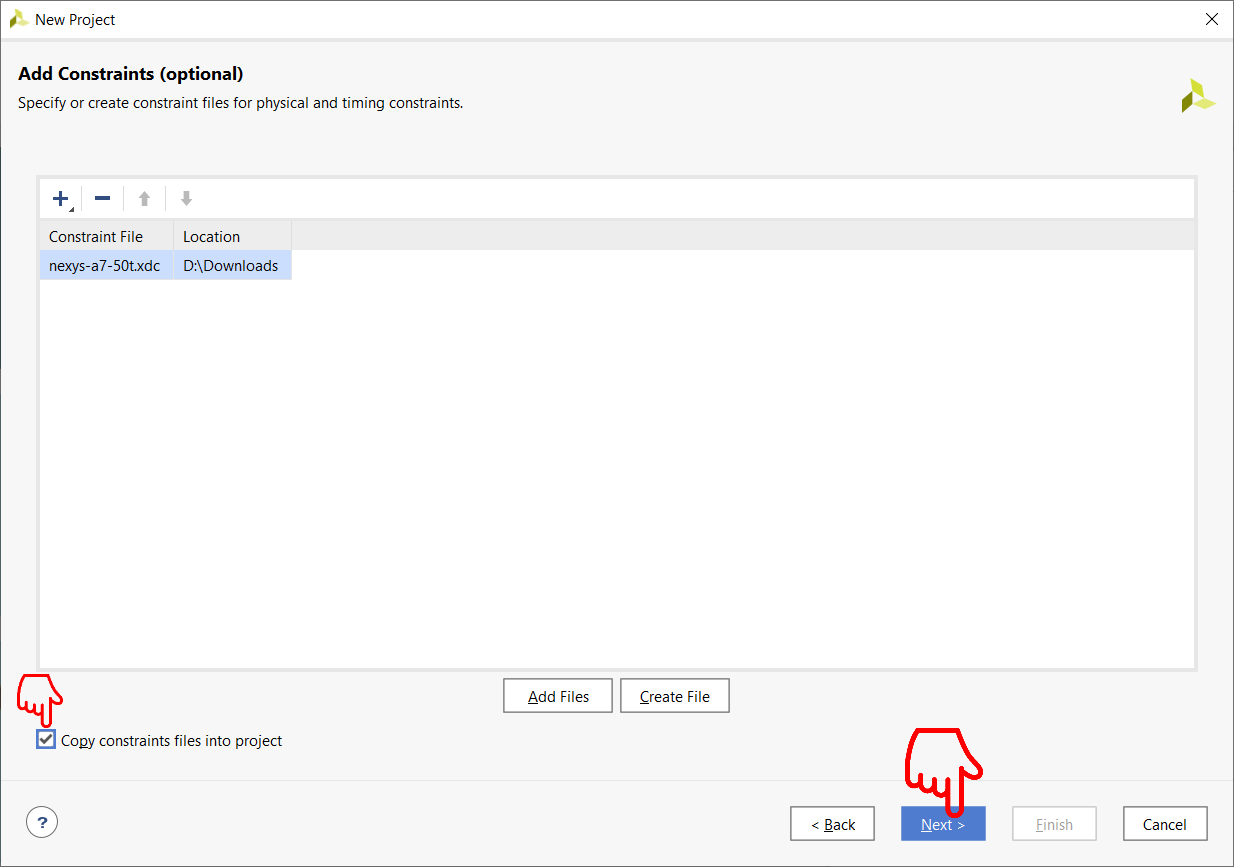 New Project
Add Constraints (optional)
Specify or create constraint files for physical and timing constraints.
Constraint File Location
nexys-a7-50t.xdc D:\Downloads
Add Files Create File
Copy constraints files into project
? < Back Next > Finish Cancel